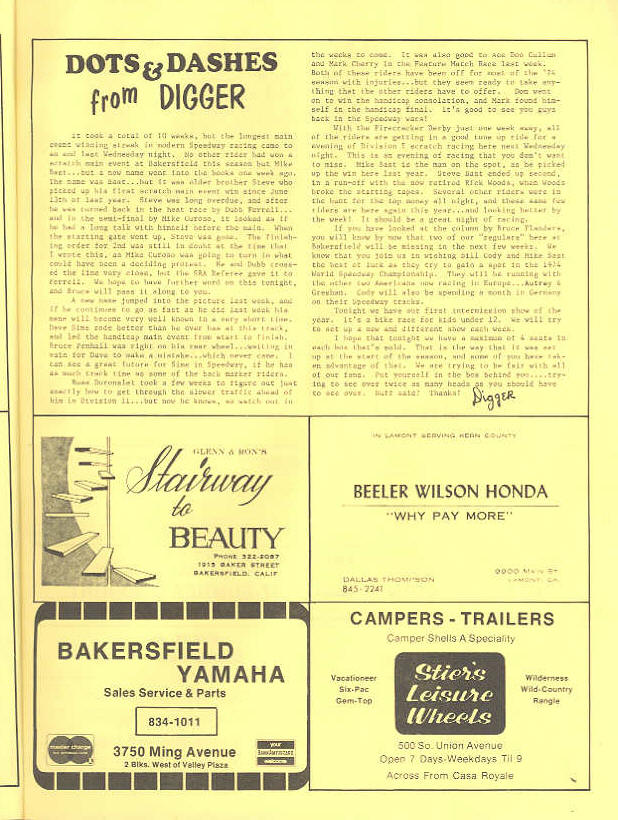 DOTS & DASHES
from DIGGER
It took a total of 10 weeks, but the longest main
event winning streak in modern Speedway racing came to
an end last Wednesday night. No other rider had won a
scratch main event at Bakersfield this season but Mike
Bast...but a new name went into the books one week ago.
The name was Bast...but it was older brother Steve who
picked up his first scratch main event win since June
13th of last year. Steve was long overdue, and after
he was turned back in the heat race by Dubb Ferrell...
and in the semi-final by Mike Curoso, it looked as if
he had a long talk with himself before the main. When
the starting gate went up, Steve was gone. The finish-
ing order for 2nd was still in doubt at the time that
I wrote this, as Mike Curoso was going to turn in what
could have been a deciding protest. He and Dubb cross-
ed the line very close, but the SRA Referee gave it to
Ferrell. We hope to have further word on this tonight,
and Bruce will pass it along to you.
A new name jumped into the picture last week, and
if he continues to go as fast as he did last week his
name will become very well known in a very short time.
Dave Sims rode better than he ever has at this track,
and led the handicap main event from start to finish.
Bruce Penhall was right on his rear wheel...waiting in
vain for Dave to make a mistake...which never came. I
can see a great future for Sims in Speedway, if he has
as much track time as some of the back marker riders.
took a few weeks to figure out just
exactly how to get through the slower traffic ahead of
him in Division II...but now he knows, so watch out in
the weeks to come. It was also good to see Don Cullum
and Mark Cherry in the Feature Match Race last week.
Both of these riders have been off for most of the '74
season with injuries...but they seem ready to take any-
thing that the other riders have to offer. Dom went
on to win the handicap consolation, and Mark found him-
self in the handicap final. It's good to see you guys
back in the Speedway wars!
With the Firecracker Derby just one week away, all
of the riders are getting in a good tune up ride for a
evening of Division I scratch racing here next Wednesday
night. This is an evening of racing that you don't want
to miss. Mike Bast is the man on the spot, as he picked
up the win here last year. Steve Bast ended up second,
in a run-off with the now retired Rick Woods, when Woods
broke the starting tapes. Several other riders were in
the hunt for the top money all night, and these same few
riders are here again this year...and looking better by
the week! It should be a great night of racing.
If you have looked at the column by Bruce Flanders,
you will know by now that two of our "regulars" here at
Bakersfield will be missing in the next few weeks. We
know that you join us in wishing Bill Cody and Mike Bast
the best of luck as they try to gain a spot in the 1974
World Speedway Championship. They will be running with
the other two Americans now racing in Europe...Autrey &
Gresham. Cody will also be spending a month in Germany
on their Speedway tracks.
Tonight we have our first intermission show of the
year. It's a bike race for kids under 12. We will try
to set up a new and different show each week.
I hope that tonight we have a maximum of 4 seats in
each box that's sold. That is the way that it was set
up at the start of the season, and some of you have tak-
en advantage of that. We are trying to be fair with all
of our fans. Put yourself in the box behind you....try-
ing to see over twice as many heads as you should have
to see over. Nuff said! Thanks! Digger
GLENN & RON'S
Stairway
to
BEAUTY
PHONE 322-2087
1915 BAKER STREET
BAKERSFIELD, CALIF
IN LAMONT SERVING KERN COUNTY
BEELER WILSON HONDA
"WHY PAY MORE"
DALLAS THOMPSON
845-2241
MAIN ST.
LAMONT, CA.
BAKERSFIELD
YAMAHA
Sales Service & Parts
834-1011
master charge
3750 Ming Avenue
2 Blks. West of Valley Plaza
your
BANKAMERICARD
welcome
CAMPERS - TRAILERS
Camper Shells A Speciality
Vacationeer
Six-Pac
Gem-Top
Stier's
Leisure
Wheels
Wilderness
Wild-Country
Rangle
500 So. Union Avenue
Open 7 Days-Weekdays Til 9
Across From Casa Royale